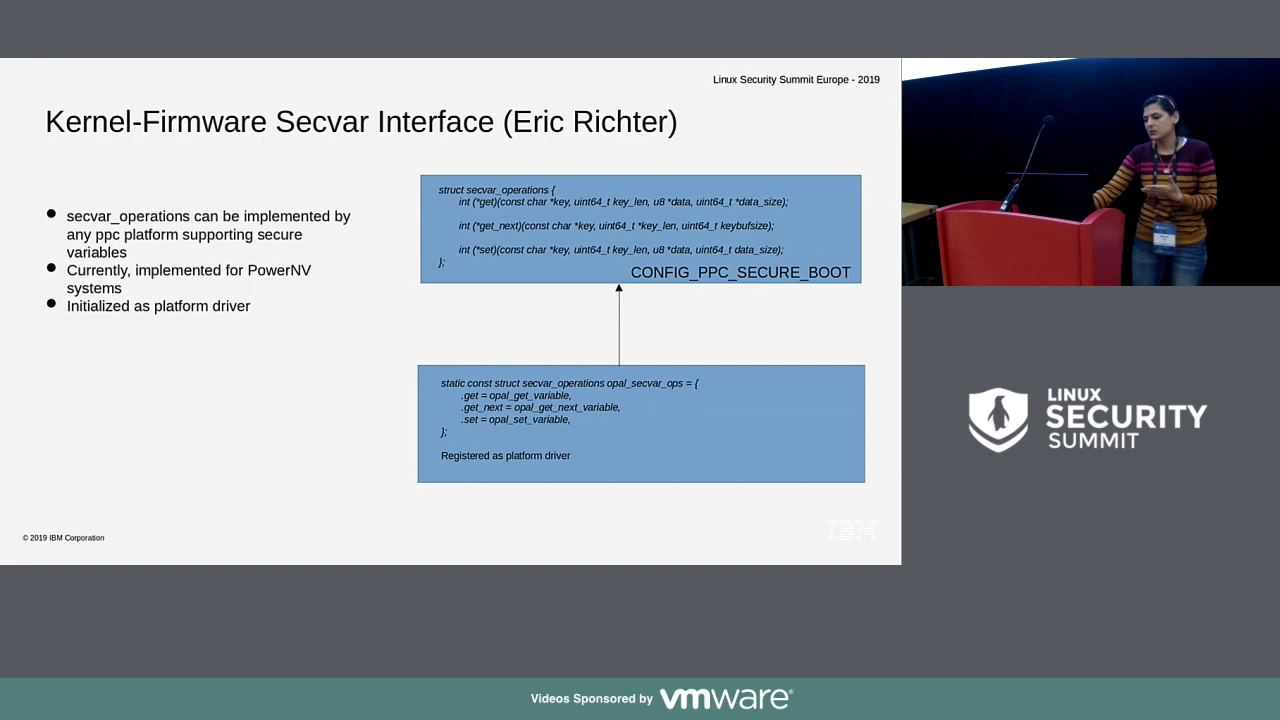 Linux Security Summit Europe - 2019
Kernel-Firmware Secvar Interface (Eric Richter)
secvar_operations can be implemented by
any ppc platform supporting secure
variables
Currently, implemented for PowerNV
systems
Initialized as platform driver
struct secvar_operations {
int (*get)(const char *key, uint64_t key_len, u8 *data, uint64_t *data_size);
int (*get_next)(const char *key, uint64_t *key_len, uint64_t keybufsize);
int (*set)(const char *key, uint64_t key_len, u8 *data, uint64_t data_size);
};
CONFIG_PPC_SECURE_BOOT
static const struct secvar_operations opal_secvar_ops = {
.get = opal_get_variable,
.get_next = opal_get_next_variable,
.set = opal_set_variable,
};
Registered as platform driver
© 2019 IBM Corporation
IBM
LINUX
SECURITY
SUMMIT
Videos Sponsored by vmware®